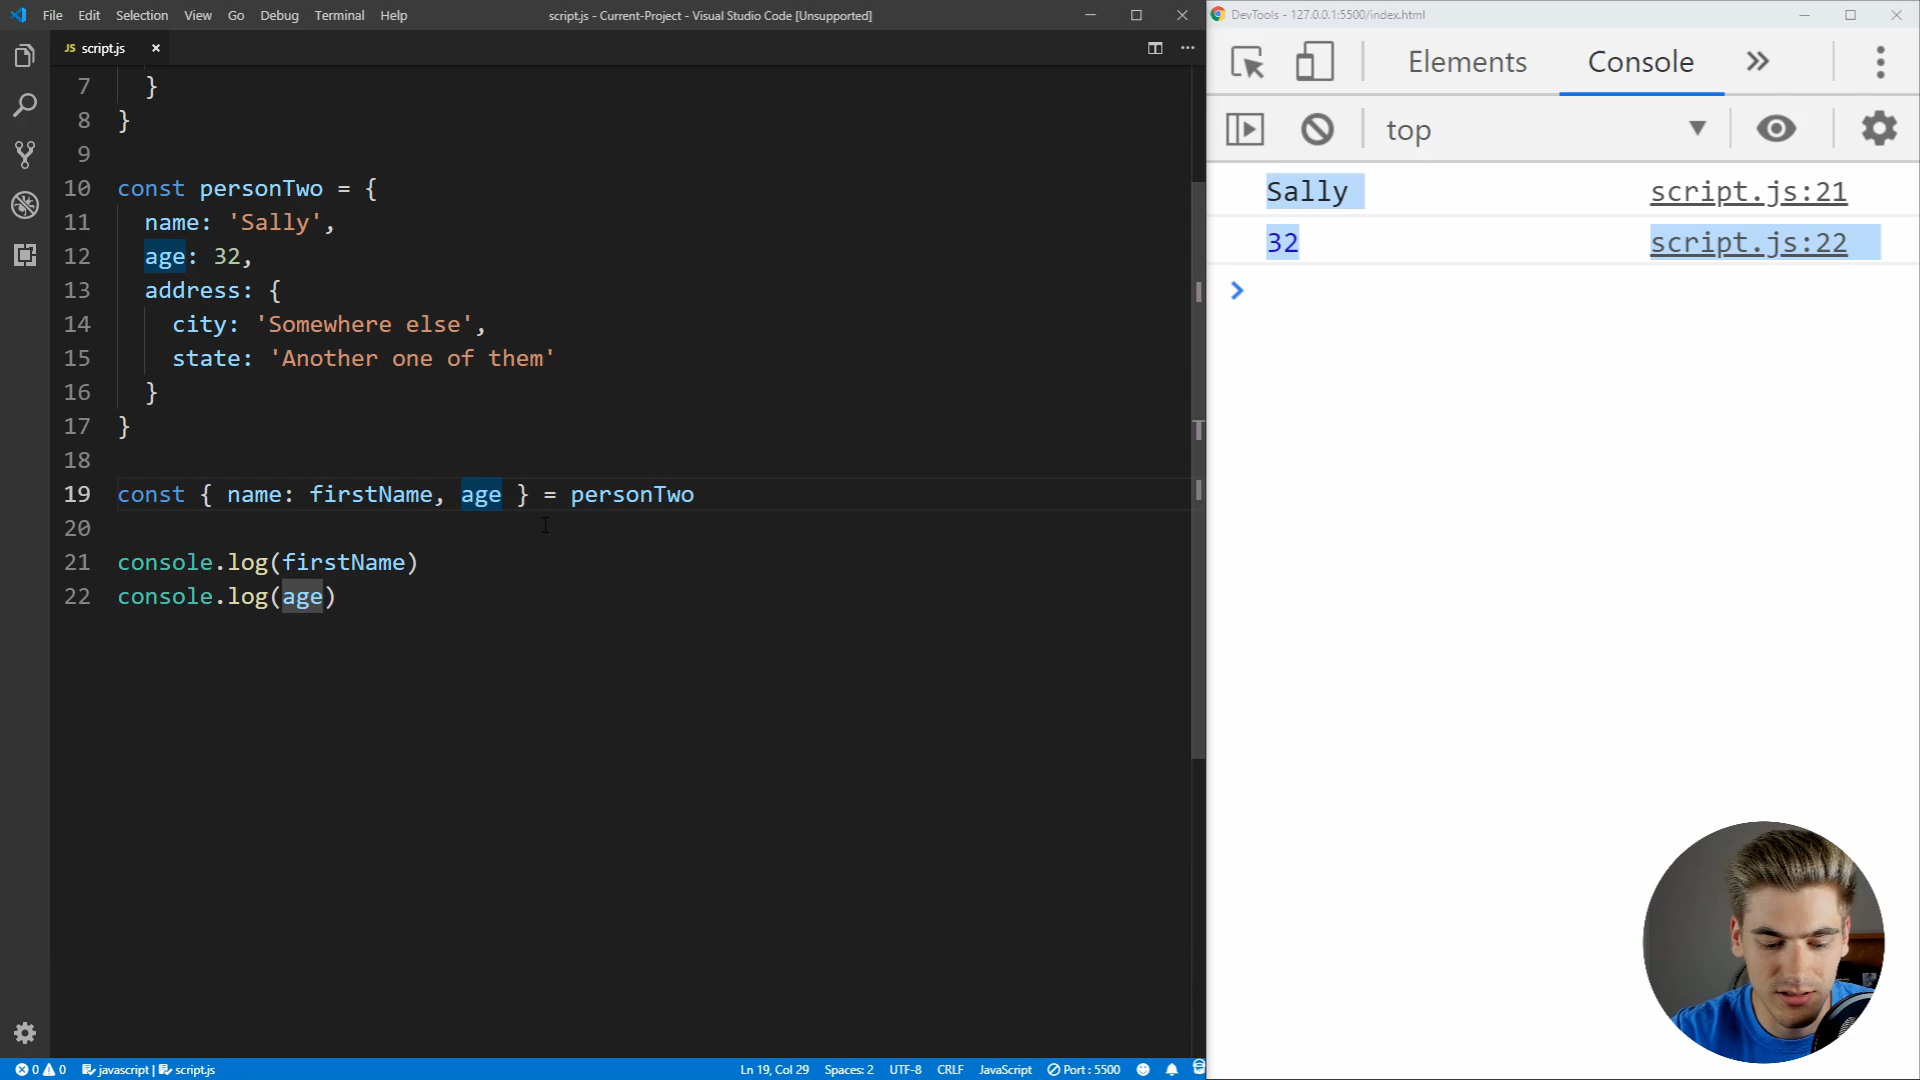 File Edit Selection View Go Debug Terminal Help
script.js - Current-Project - Visual Studio Code [Unsupported]
JS script.js
7 }
8 }
9
10 const personTwo = {
11 name: 'Sally',
12 age: 32,
13 address: {
14 city: 'Somewhere else',
15 state: 'Another one of them'
16 }
17 }
18
19 const { name: firstName, age } = personTwo
20
21 console.log(firstName)
22 console.log(age)
0 0 javascript | script.js
Ln 19, Col 29 Spaces: 2 UTF-8 CRLF JavaScript Port : 5500
DevTools - 127.0.0.1:5500/index.html
Elements Console
top
Sally script.js:21
32 script.js:22